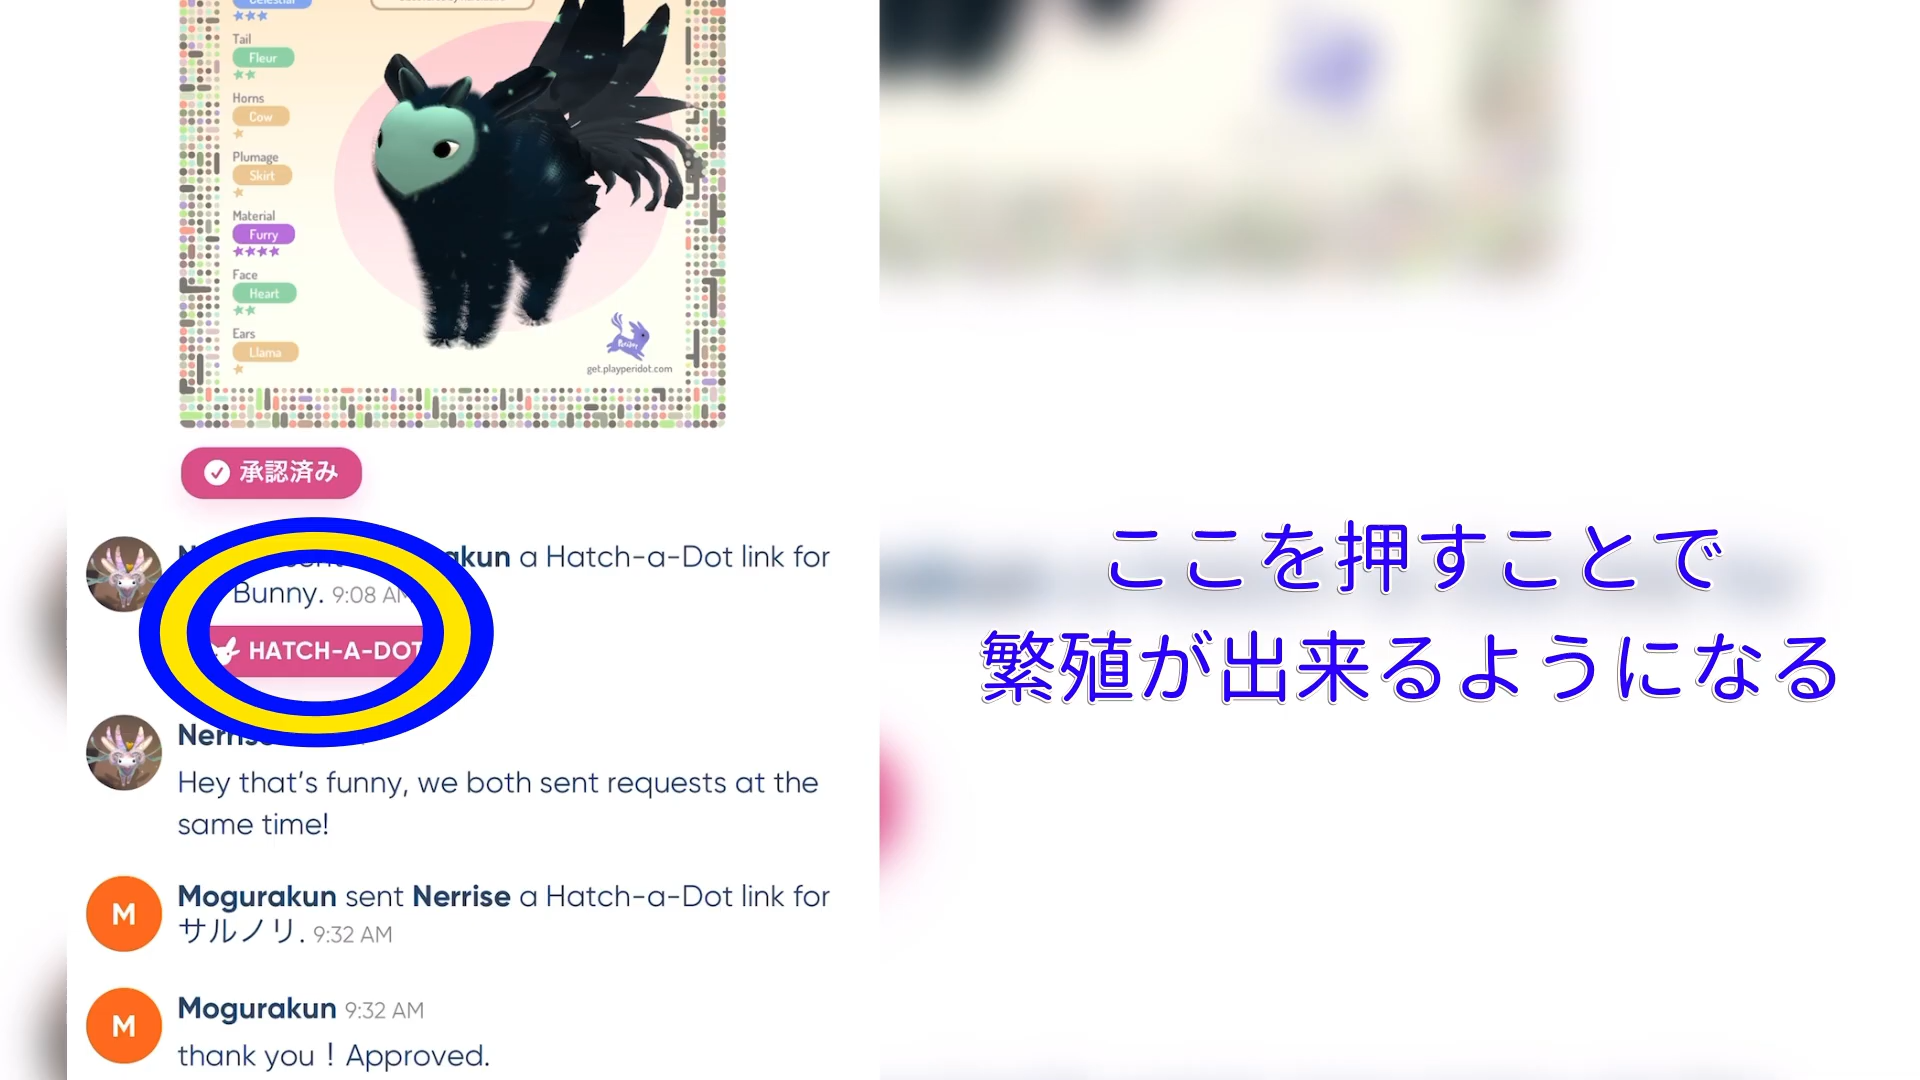 Celestial
Tail
Fleur
Horns
Cow
Plumage
Skirt
Material
Furry
Face
Heart
Ears
Llama
get.playperidot.com
承認済み
akun a Hatch-a-Dot link for
Bunny. 9:08 AM
HATCH-A-DOT
Nerrise
Hey that's funny, we both sent requests at the
same time!
Mogurakun sent Nerrise a Hatch-a-Dot link for
サルノリ. 9:32 AM
M
Mogurakun 9:32 AM
M
thank you！Approved.
ここを押すことで
繁殖が出来るようになる